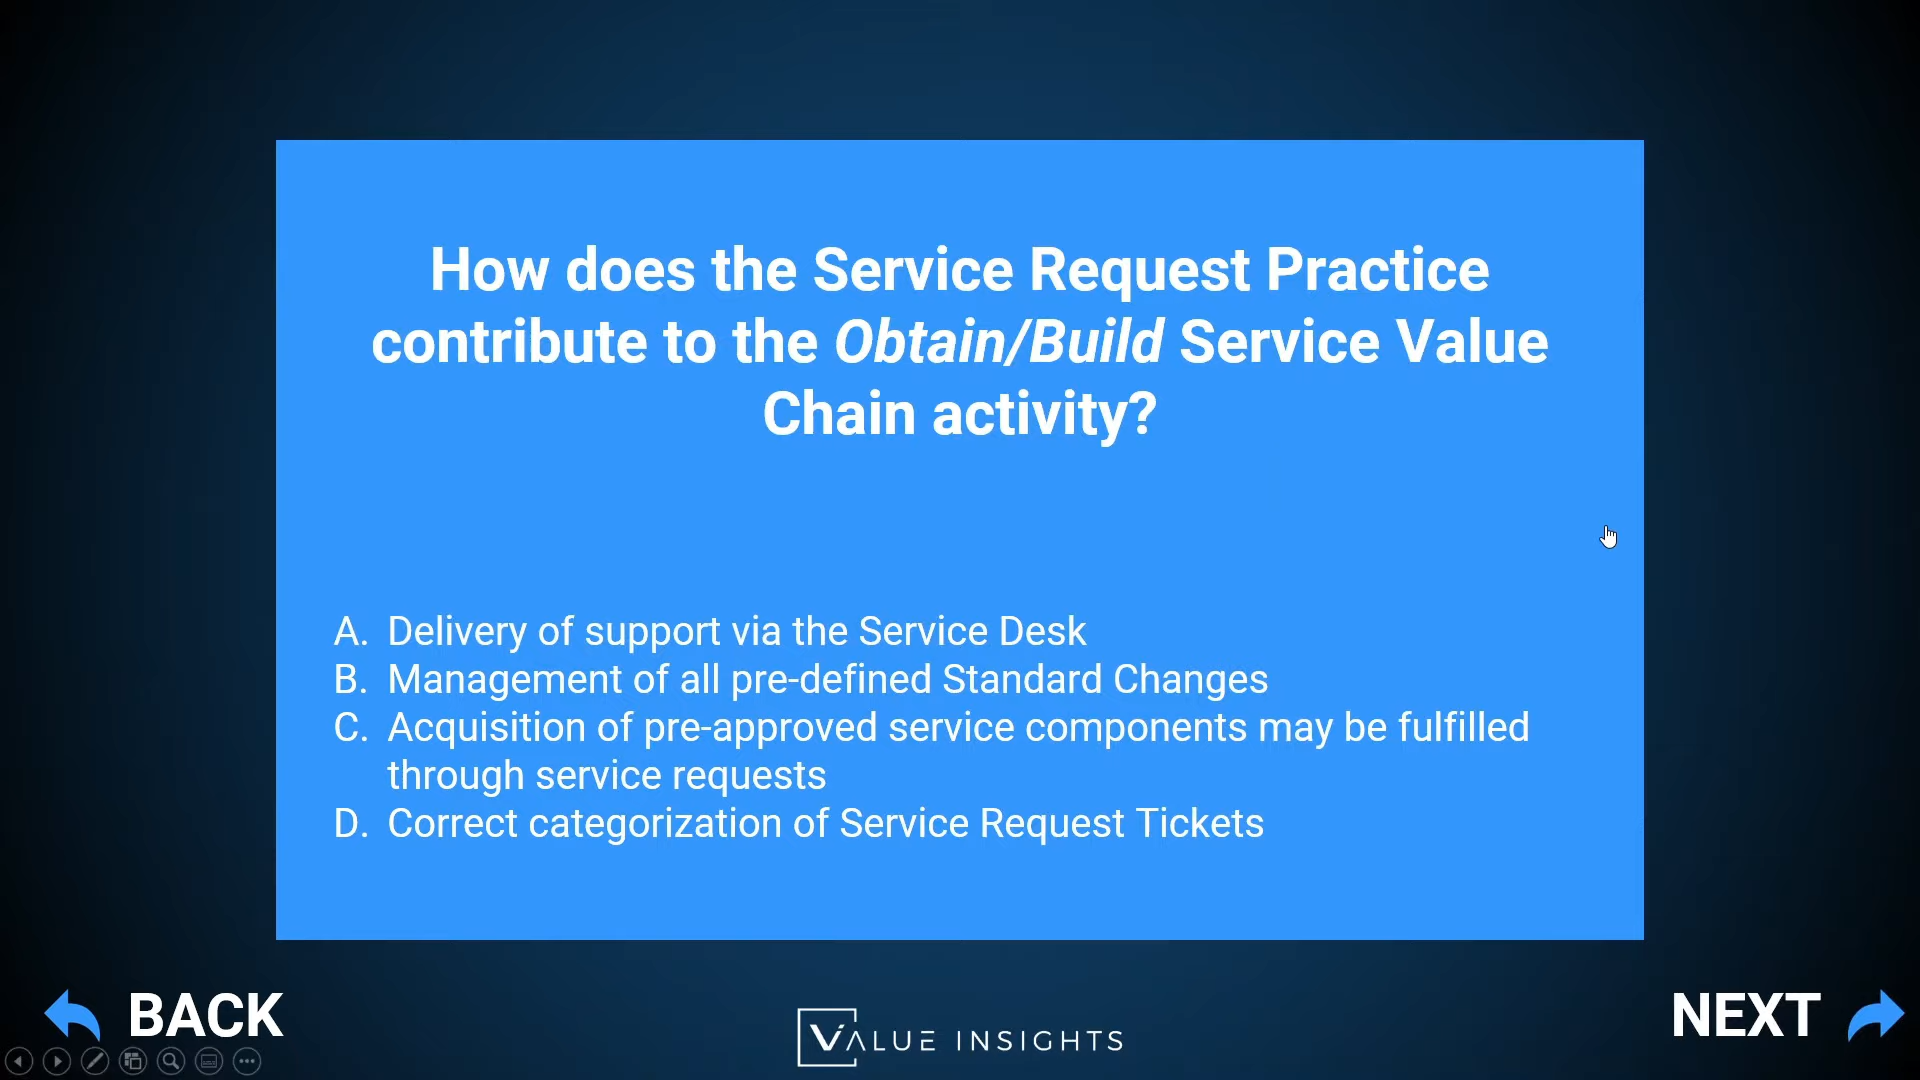 How does the Service Request Practice
contribute to the Obtain/Build Service Value
Chain activity?
A. Delivery of support via the Service Desk
B. Management of all pre-defined Standard Changes
C. Acquisition of pre-approved service components may be fulfilled
through service requests
D. Correct categorization of Service Request Tickets
BACK
VALUE INSIGHTS
NEXT